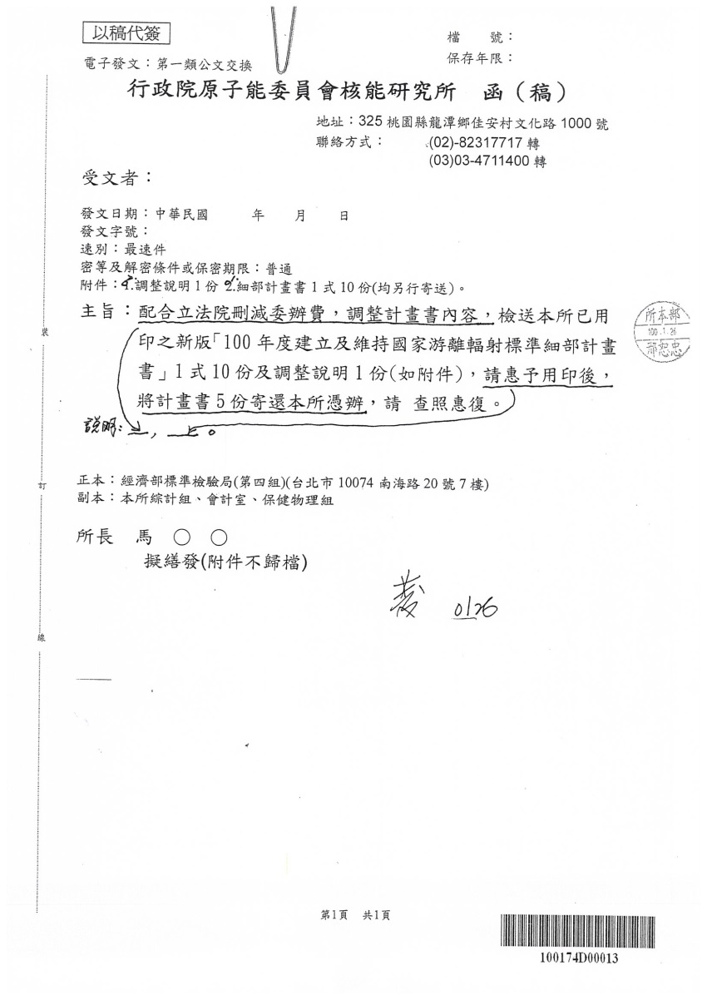 以稿代簽
檔 號：
保存年限：
電子發文：第一類公文交換
行政院原子能委員會核能研究所 函（稿）
地址：325 桃園縣龍潭鄉佳安村文化路 1000 號
聯絡方式： (02)-82317717 轉
(03)03-4711400 轉
受文者：
發文日期：中華民國 年 月 日
發文字號：
速別：最速件
密等及解密條件或保密期限：普通
附件：調整說明 1 份 細部計畫書 1 式 10 份(均另行寄送)。
主旨：配合立法院刪減委辦費，調整計畫書內容，檢送本所已用
印之新版「100 年度建立及維持國家游離輻射標準細部計畫
書」1 式 10 份及調整說明 1 份(如附件)，請惠予用印後，
將計畫書 5 份寄還本所憑辦，請 查照惠復。
所本部
100.1.26
邢恕忠
說明：一、 二。
裝
正本：經濟部標準檢驗局(第四組)(台北市 10074 南海路 20 號 7 樓)
訂
副本：本所綜計組、會計室、保健物理組
所長 馬 ○ ○
擬繕發(附件不歸檔)
0126
線
第1頁 共1頁
100174D00013